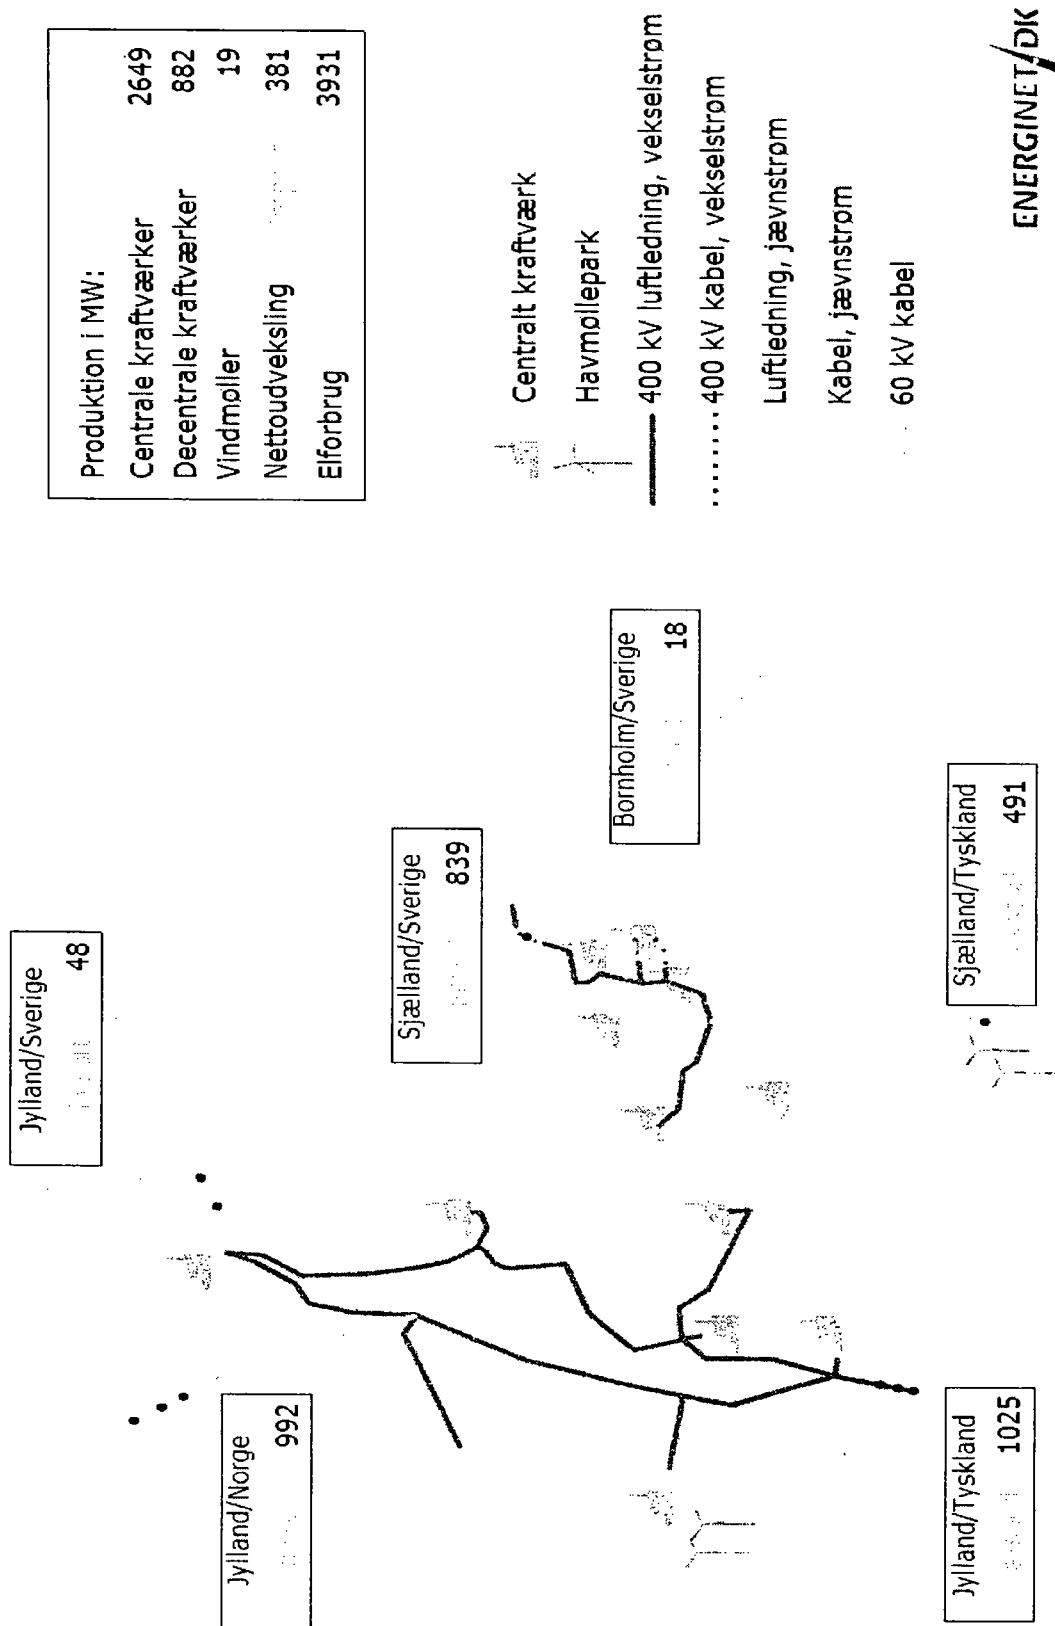 Produktion i MW:
Centrale kraftværker 2649
Decentrale kraftværker 882
Vindmøller 19
Nettoudveksling 381
Elforbrug 3931
Jylland/Sverige
48
Jylland/Norge
992
Sjælland/Sverige
839
Bornholm/Sverige
18
Sjælland/Tyskland
491
Jylland/Tyskland
1025
Centralt kraftværk
Havmøllepark
400 kV luftledning, vekselstrøm
400 kV kabel, vekselstrøm
Luftledning, jævnstrøm
Kabel, jævnstrøm
60 kV kabel
ENERGINET/DK